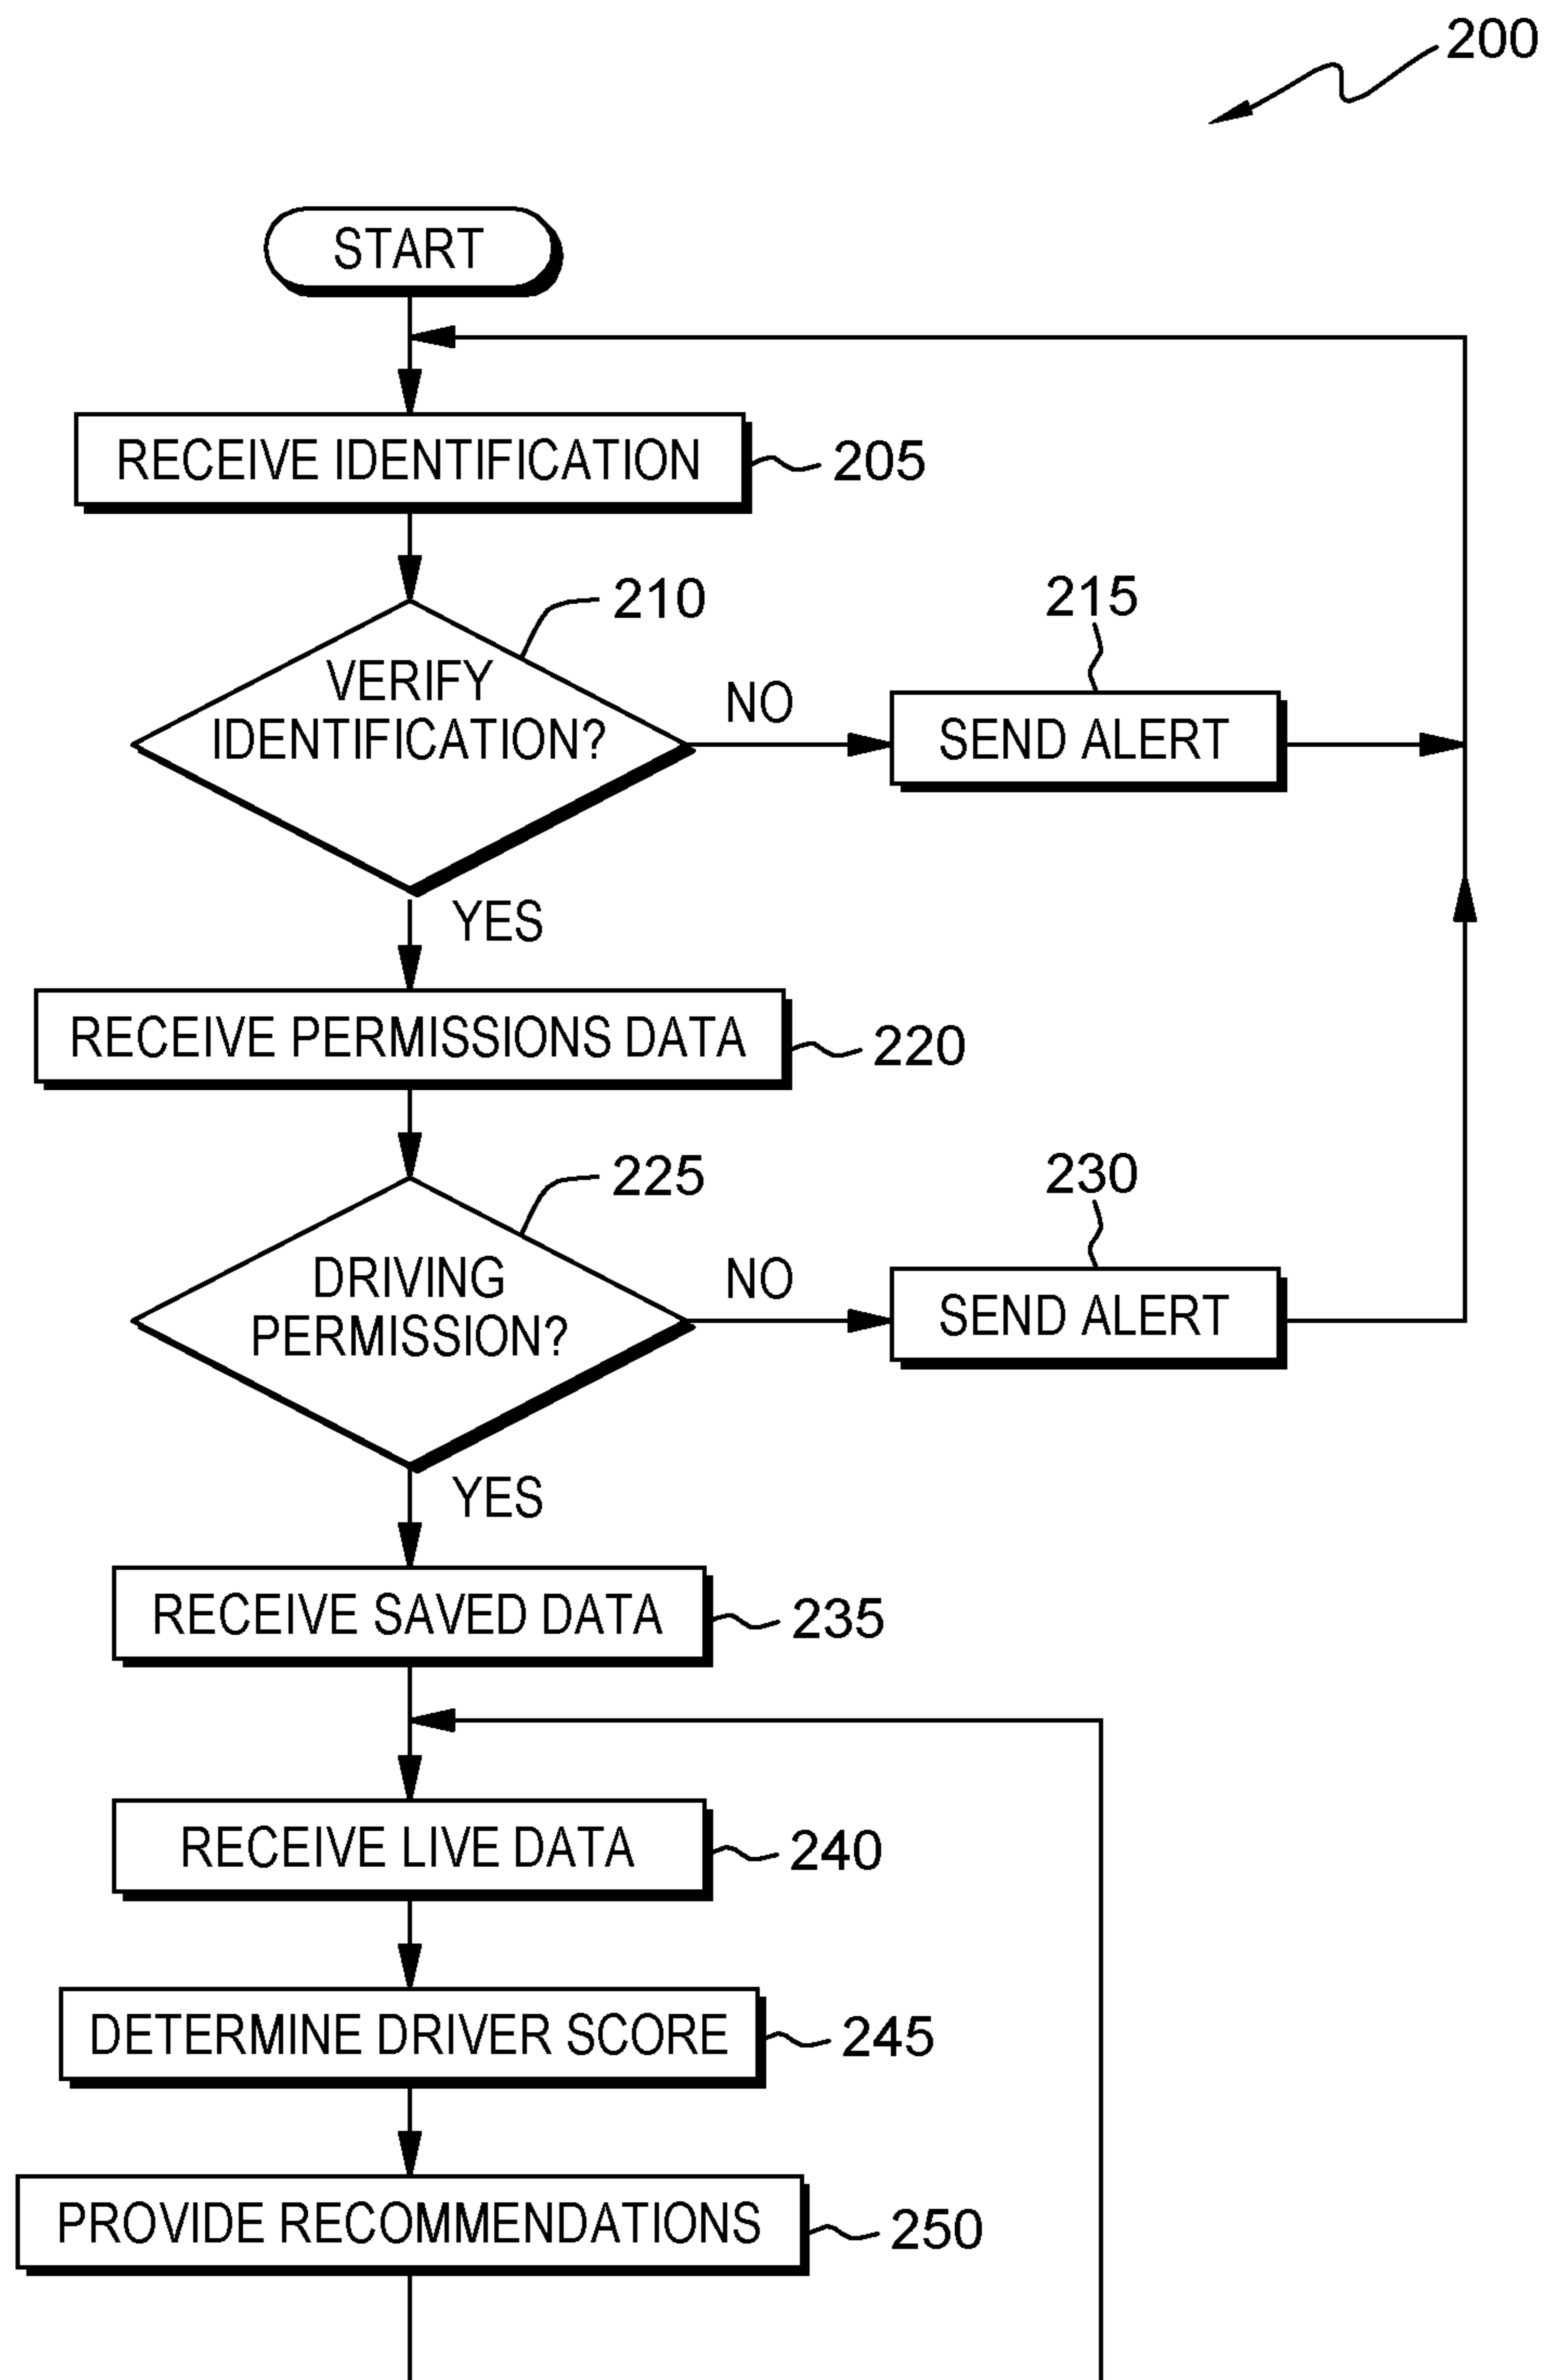 200
START
RECEIVE IDENTIFICATION
205
210
VERIFY
IDENTIFICATION?
NO
215
SEND ALERT
YES
RECEIVE PERMISSIONS DATA
220
225
DRIVING
PERMISSION?
NO
230
SEND ALERT
YES
RECEIVE SAVED DATA
235
RECEIVE LIVE DATA
240
DETERMINE DRIVER SCORE
245
PROVIDE RECOMMENDATIONS
250